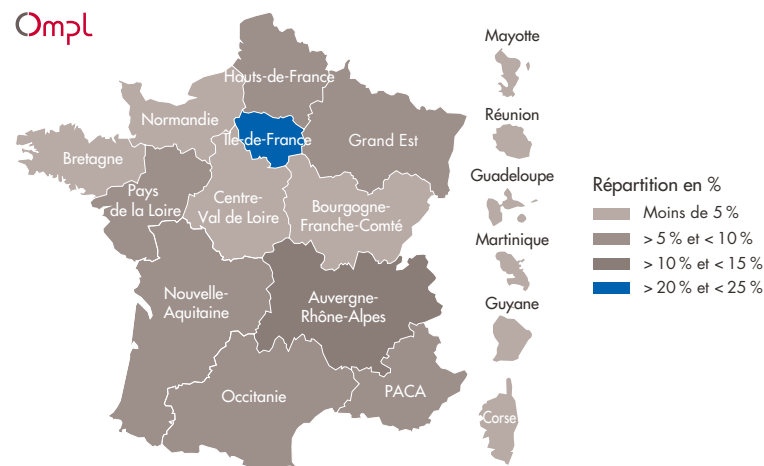 Ompl
Mayotte
Hauts-de-France
Réunion
Normandie
Île-de-France
Grand Est
Bretagne
Guadeloupe
Pays
de la Loire
Centre-
Val de Loire
Bourgogne-
Franche-Comté
Martinique
Nouvelle-
Aquitaine
Auvergne-
Rhône-Alpes
Guyane
Occitanie
PACA
Corse
Répartition en %
Moins de 5 %
> 5 % et < 10 %
> 10 % et < 15 %
> 20 % et < 25 %